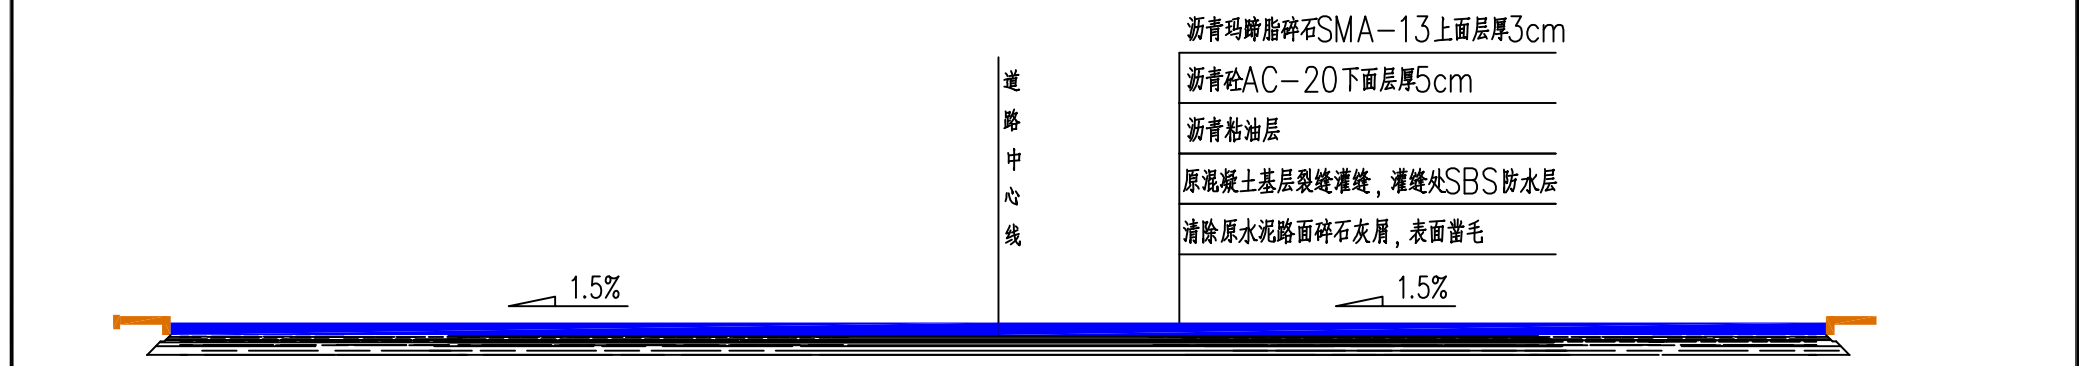 沥青玛蹄脂碎石SMA-13上面层厚3cm
沥青砼AC-20下面层厚5cm
沥青粘油层
原混凝土基层裂缝灌缝,灌缝处SBS防水层
清除原水泥路面碎石灰屑,表面凿毛
道路中心线
1.5%
1.5%